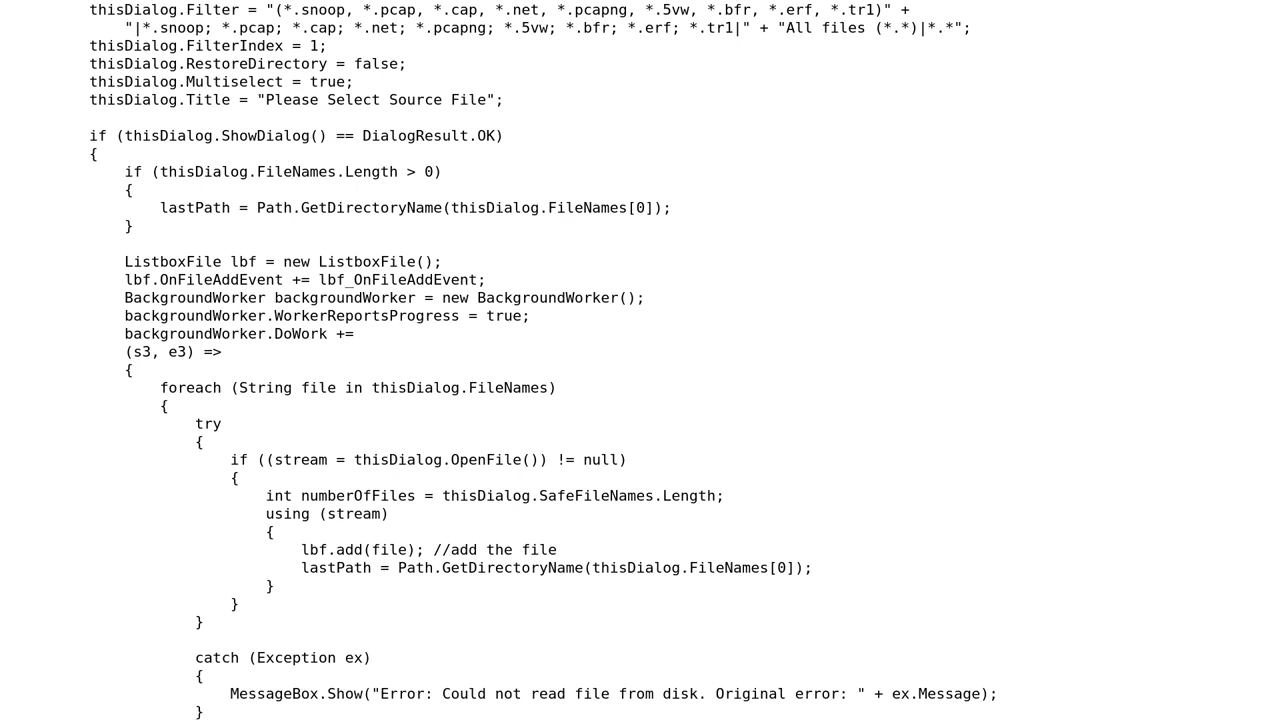 thisDialog.Filter = "(*.snoop, *.pcap, *.cap, *.net, *.pcapng, *.5vw, *.bfr, *.erf, *.tr1)" +
"|*.snoop; *.pcap; *.cap; *.net; *.pcapng; *.5vw; *.bfr; *.erf; *.tr1|" + "All files (*.*)|*.*";
thisDialog.FilterIndex = 1;
thisDialog.RestoreDirectory = false;
thisDialog.Multiselect = true;
thisDialog.Title = "Please Select Source File";
if (thisDialog.ShowDialog() == DialogResult.OK)
{
if (thisDialog.FileNames.Length > 0)
{
lastPath = Path.GetDirectoryName(thisDialog.FileNames[0]);
}
ListboxFile lbf = new ListboxFile();
lbf.OnFileAddEvent += lbf_OnFileAddEvent;
BackgroundWorker backgroundWorker = new BackgroundWorker();
backgroundWorker.WorkerReportsProgress = true;
backgroundWorker.DoWork +=
(s3, e3) =>
{
foreach (String file in thisDialog.FileNames)
{
try
{
if ((stream = thisDialog.OpenFile()) != null)
{
int numberOfFiles = thisDialog.SafeFileNames.Length;
using (stream)
{
lbf.add(file); //add the file
lastPath = Path.GetDirectoryName(thisDialog.FileNames[0]);
}
}
}
catch (Exception ex)
{
MessageBox.Show("Error: Could not read file from disk. Original error: " + ex.Message);
}